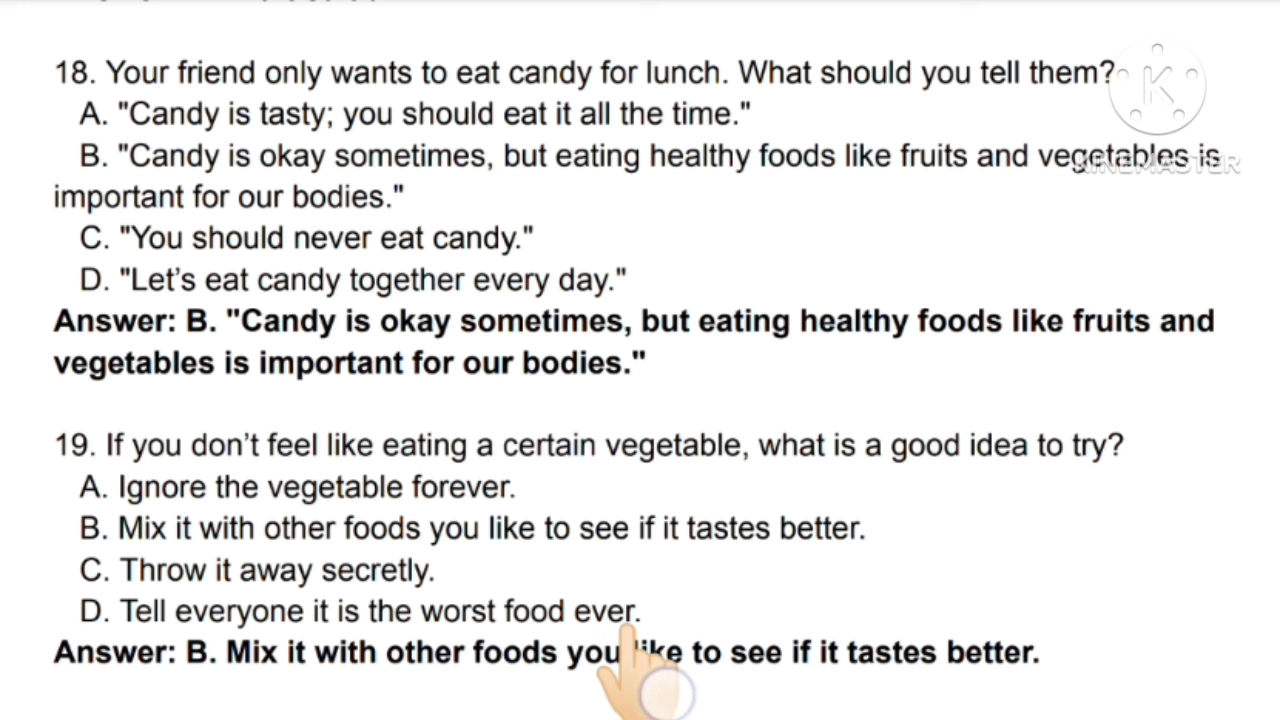 18. Your friend only wants to eat candy for lunch. What should you tell them?
A. "Candy is tasty; you should eat it all the time."
B. "Candy is okay sometimes, but eating healthy foods like fruits and vegetables is
important for our bodies."
C. "You should never eat candy."
D. "Let’s eat candy together every day."
Answer: B. "Candy is okay sometimes, but eating healthy foods like fruits and
vegetables is important for our bodies."
19. If you don’t feel like eating a certain vegetable, what is a good idea to try?
A. Ignore the vegetable forever.
B. Mix it with other foods you like to see if it tastes better.
C. Throw it away secretly.
D. Tell everyone it is the worst food ever.
Answer: B. Mix it with other foods you like to see if it tastes better.
K
KINEMASTER